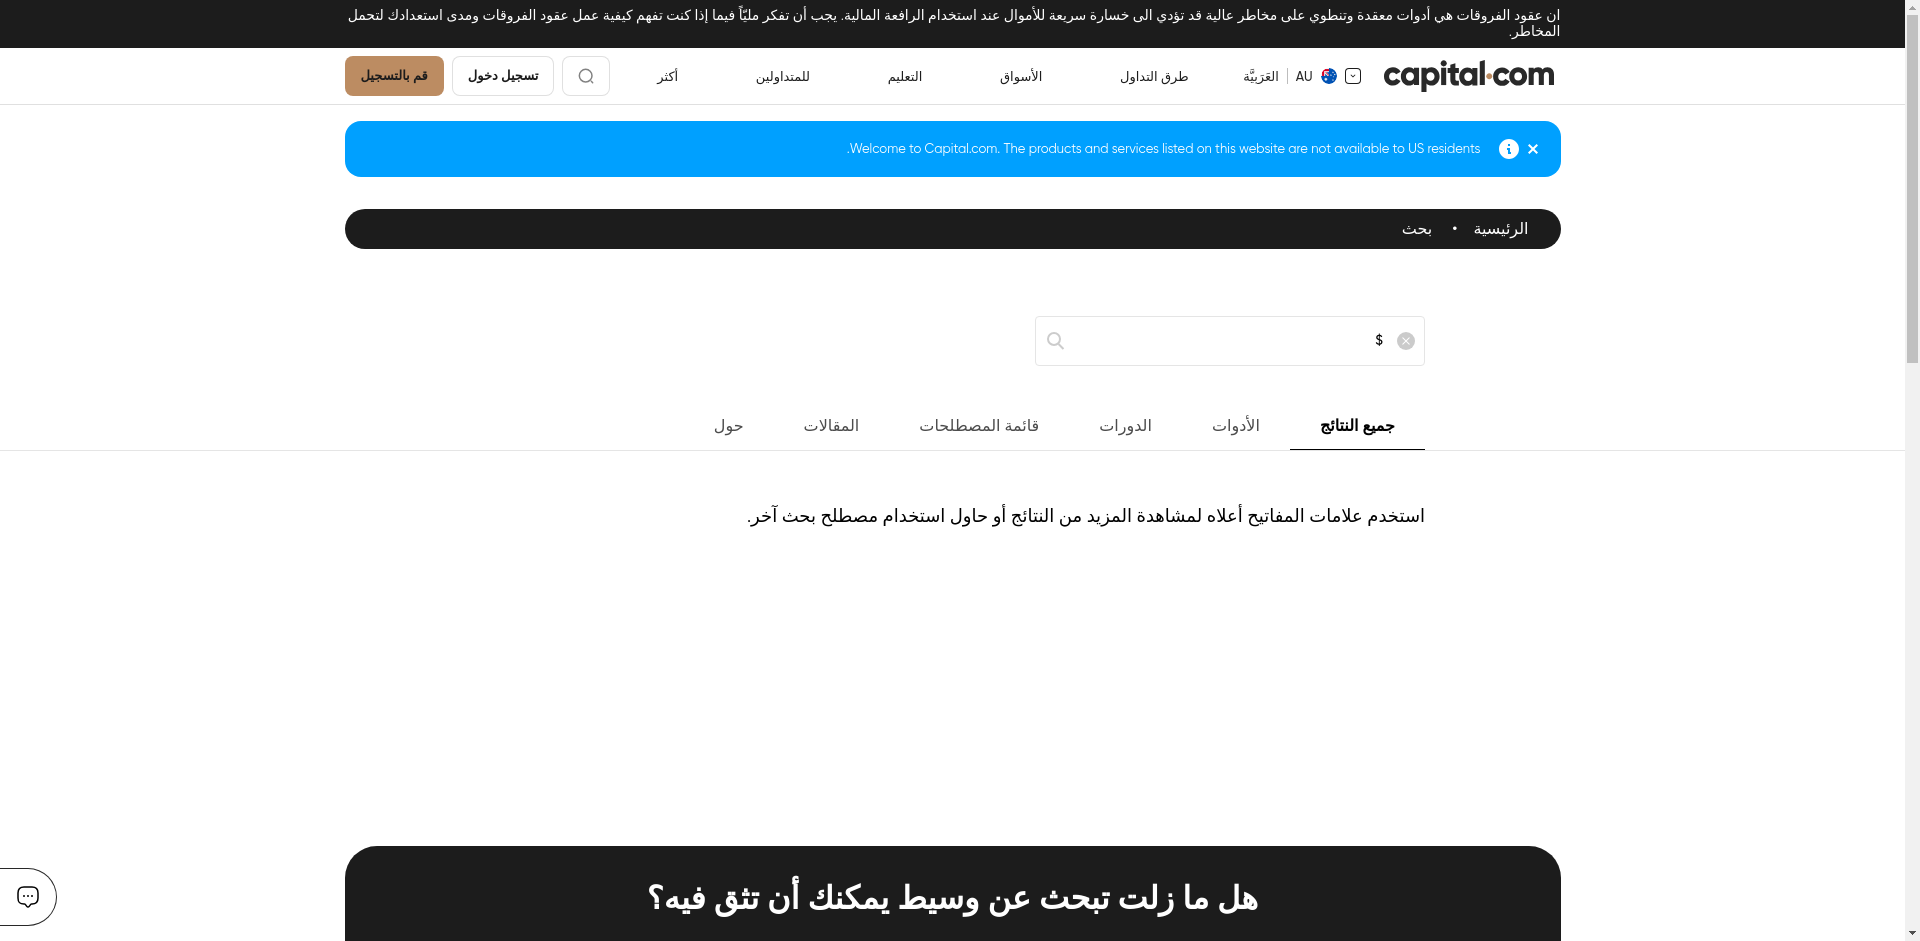 ان عقود الفروقات هي أدوات معقدة وتنطوي على مخاطر عالية قد تؤدي الى خسارة سريعة للأموال عند استخدام الرافعة المالية. يجب أن تفكر مليّاً فيما إذا كنت تفهم كيفية عمل عقود الفروقات ومدى استعدادك لتحمل
المخاطر.
capital.com
AU العَرَبيَّة
طرق التداول
الأسواق
التعليم
للمتداولين
أكثر
تسجيل دخول
قم بالتسجيل
.Welcome to Capital.com. The products and services listed on this website are not available to US residents
الرئيسية • بحث
$
جميع النتائج
الأدوات
الدورات
قائمة المصطلحات
المقالات
حول
استخدم علامات المفاتيح أعلاه لمشاهدة المزيد من النتائج أو حاول استخدام مصطلح بحث آخر.
هل ما زلت تبحث عن وسيط يمكنك أن تثق فيه؟